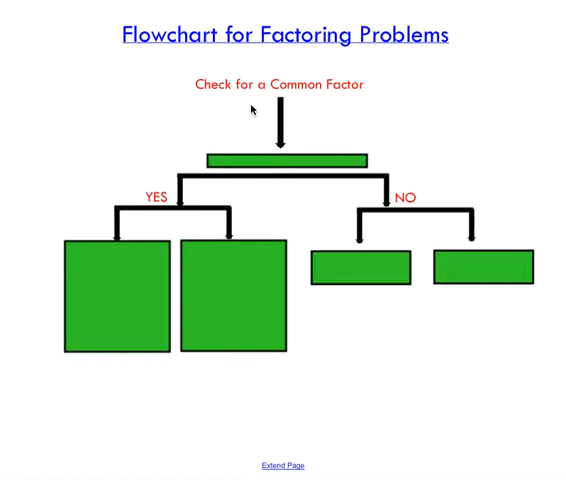 Flowchart for Factoring Problems
Check for a Common Factor
YES
NO
Extend Page